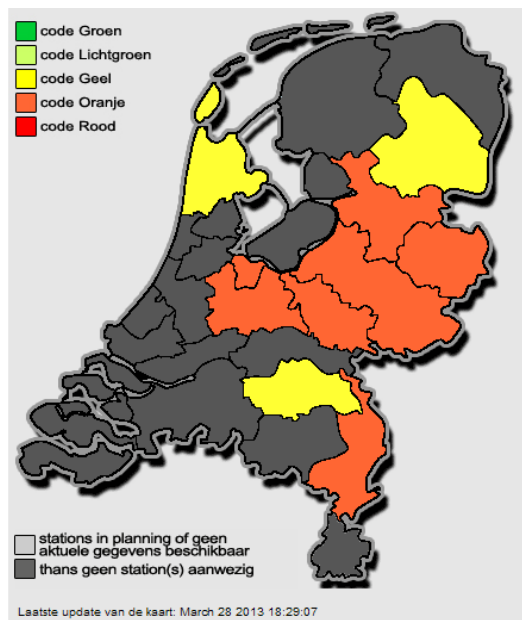 code Groen
code Lichtgroen
code Geel
code Oranje
code Rood
stations in planning of geen
aktuele gegevens beschikbaar
thans geen station(s) aanwezig
Laatste update van de kaart: March 28 2013 18:29:07